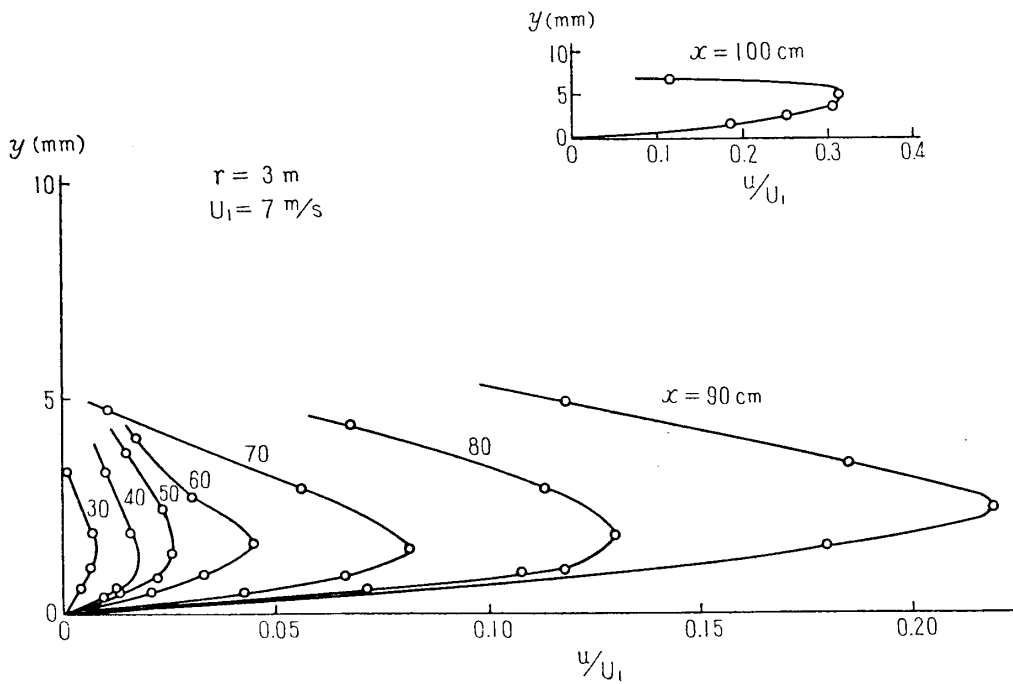 y (mm)
10
5
0
x = 100 cm
0 0.1 0.2 0.3 0.4
u/U₁
y (mm)
10
5
0
r = 3 m
U₁ = 7 m/s
x = 90 cm
80
70
60
50
40
30
0 0.05 0.10 0.15 0.20
u/U₁